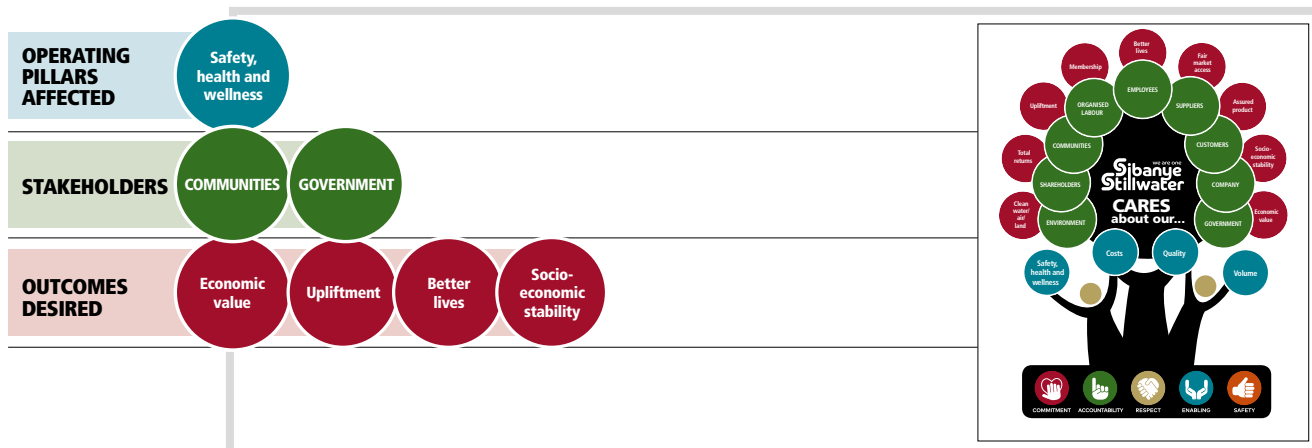 OPERATING
PILLARS
AFFECTED
Safety,
health and
wellness
STAKEHOLDERS
COMMUNITIES
GOVERNMENT
OUTCOMES
DESIRED
Economic
value
Upliftment
Better
lives
Socio-
economic
stability
Better
lives
Membership
Fair
market
access
EMPLOYEES
ORGANISED
LABOUR
SUPPLIERS
Upliftment
Assured
product
COMMUNITIES
CUSTOMERS
Total
returns
Socio-
economic
stability
we are one
Sibanye
Stillwater
CARES
about our...
SHAREHOLDERS
COMPANY
Clean
water/
air/
land
Economic
value
ENVIRONMENT
GOVERNMENT
Costs
Quality
Safety,
health and
wellness
Volume
COMMITMENT
ACCOUNTABILITY
RESPECT
ENABLING
SAFETY